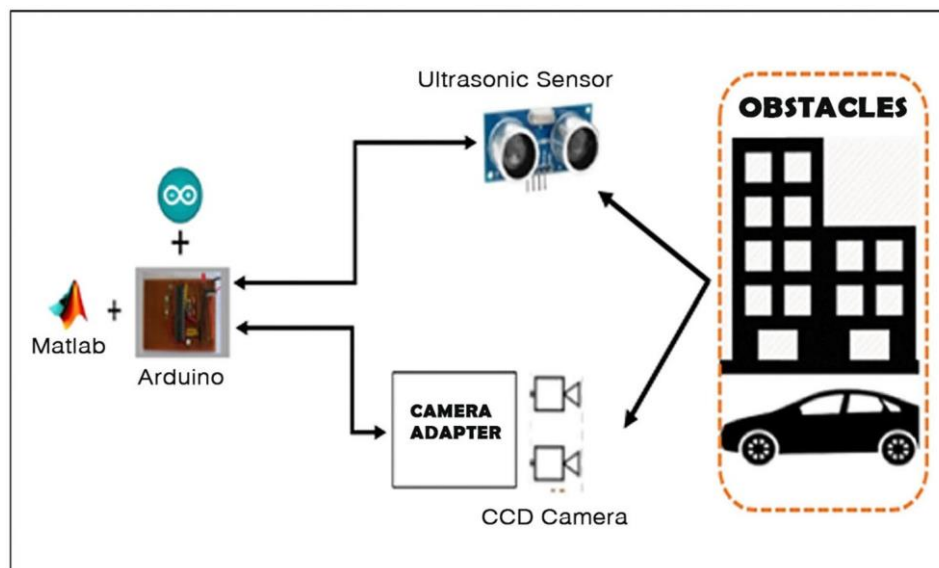 Ultrasonic Sensor
OBSTACLES
+
+
Matlab
Arduino
CAMERA
ADAPTER
CCD Camera